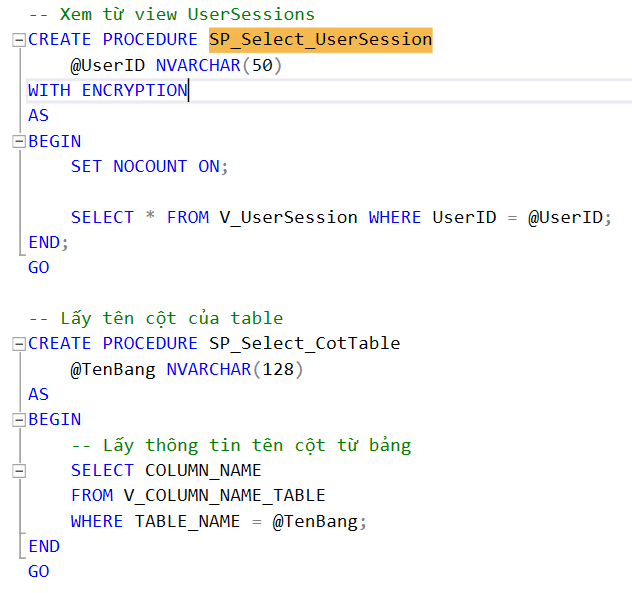 -- Xem từ view UserSessions
CREATE PROCEDURE SP_Select_UserSession
@UserID NVARCHAR(50)
WITH ENCRYPTION
AS
BEGIN
SET NOCOUNT ON;
SELECT * FROM V_UserSession WHERE UserID = @UserID;
END;
GO
-- Lấy tên cột của table
CREATE PROCEDURE SP_Select_CotTable
@TenBang NVARCHAR(128)
AS
BEGIN
-- Lấy thông tin tên cột từ bảng
SELECT COLUMN_NAME
FROM V_COLUMN_NAME_TABLE
WHERE TABLE_NAME = @TenBang;
END
GO